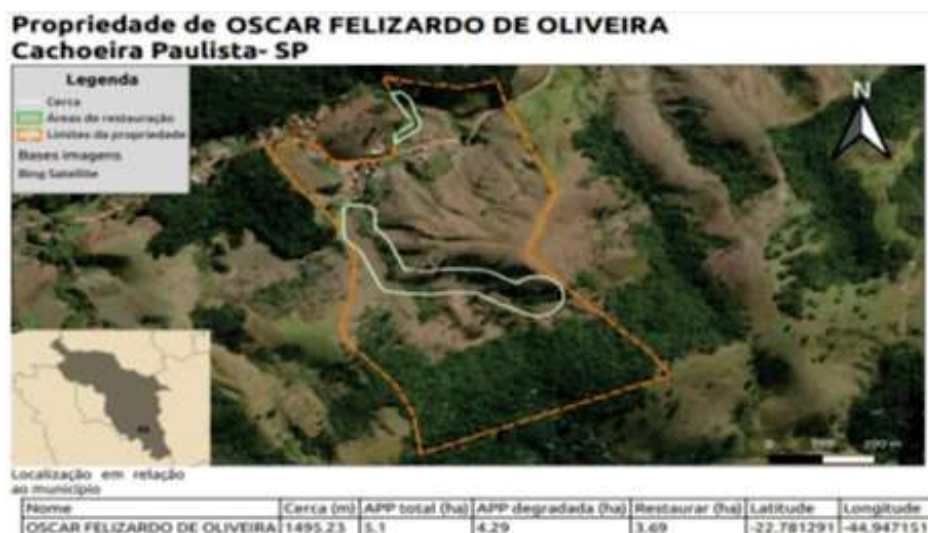 Propriedade de OSCAR FELIZARDO DE OLIVEIRA
Cachoeira Paulista- SP
Legenda
Cerca
Áreas de restauração
Limites da propriedade
Bases imagens
Bing Satellite
N
0
200 m
Localização em relação
ao município
Nome Cerca (m) APP total (ha) APP degradada (ha) Restaurar (ha) Latitude Longitude
OSCAR FELIZARDO DE OLIVEIRA 1495.23 5.1 4.29 3.69 -22.781291 -44.947151